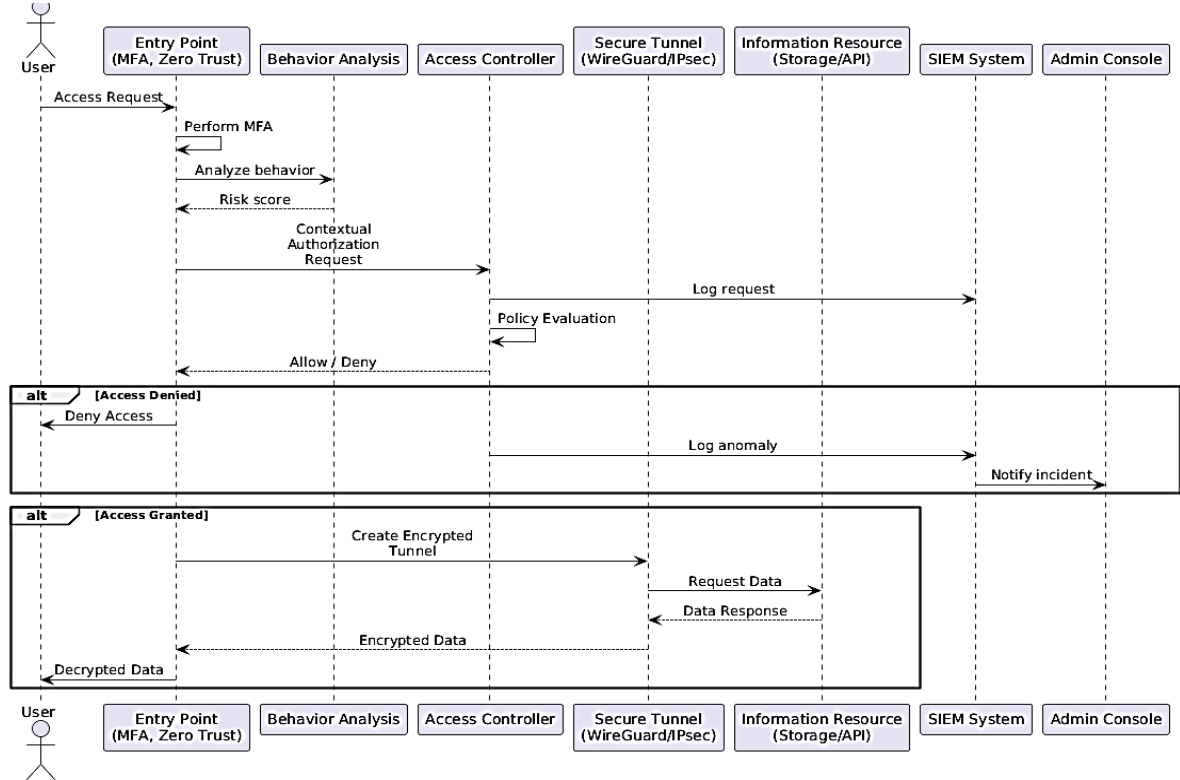 User
Entry Point
(MFA, Zero Trust)
Behavior Analysis
Access Controller
Secure Tunnel
(WireGuard/IPsec)
Information Resource
(Storage/API)
SIEM System
Admin Console
Access Request
Perform MFA
Analyze behavior
Risk score
Contextual
Authorization
Request
Log request
Policy Evaluation
Allow / Deny
alt [Access Denied]
Deny Access
Log anomaly
Notify incident
alt [Access Granted]
Create Encrypted
Tunnel
Request Data
Data Response
Encrypted Data
Decrypted Data
User
Entry Point
(MFA, Zero Trust)
Behavior Analysis
Access Controller
Secure Tunnel
(WireGuard/IPsec)
Information Resource
(Storage/API)
SIEM System
Admin Console